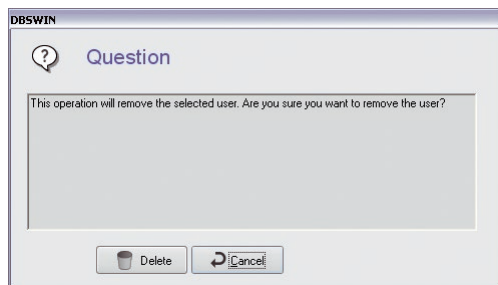 DBSWIN
Question
This operation will remove the selected user. Are you sure you want to remove the user?
Delete
Cancel